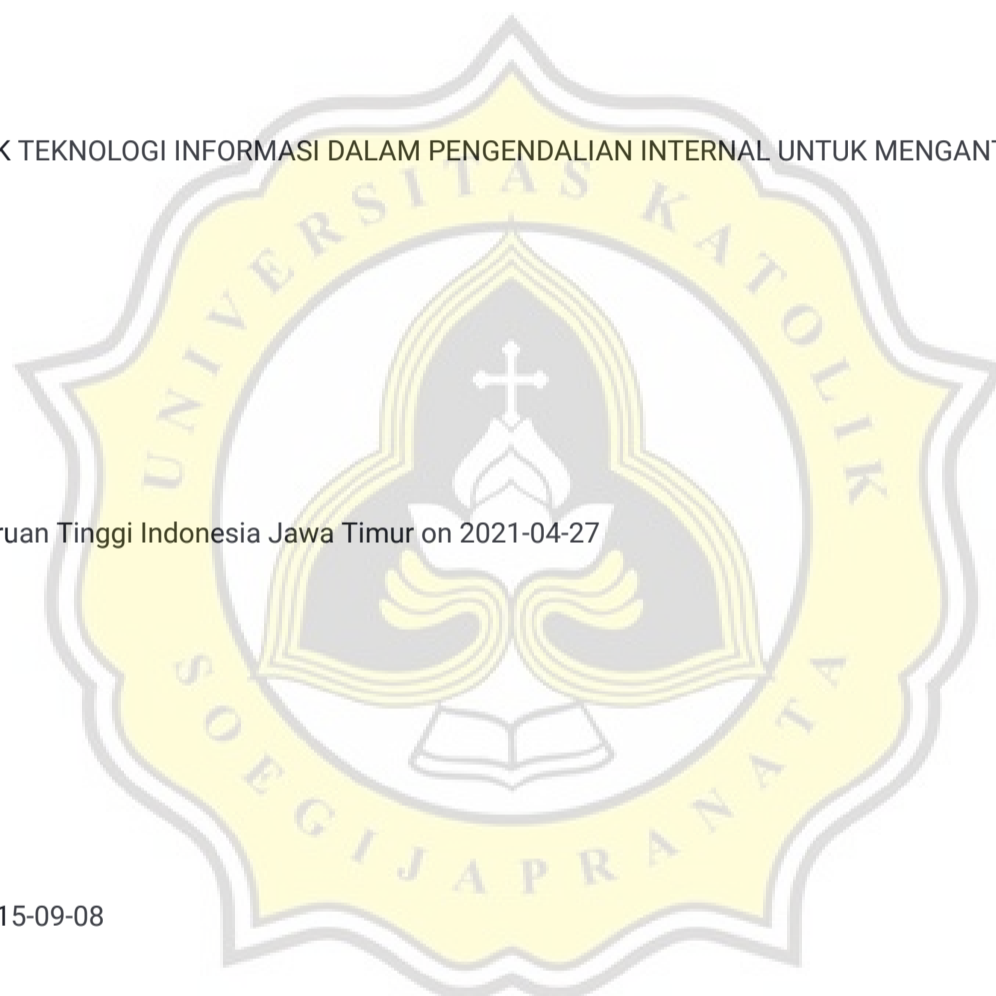 K TEKNOLOGI INFORMASI DALAM PENGENDALIAN INTERNAL UNTUK MENGANT
UNIVERSITAS KATOLIK
ruan Tinggi Indonesia Jawa Timur on 2021-04-27
SOEGIJAPRANATA
15-09-08